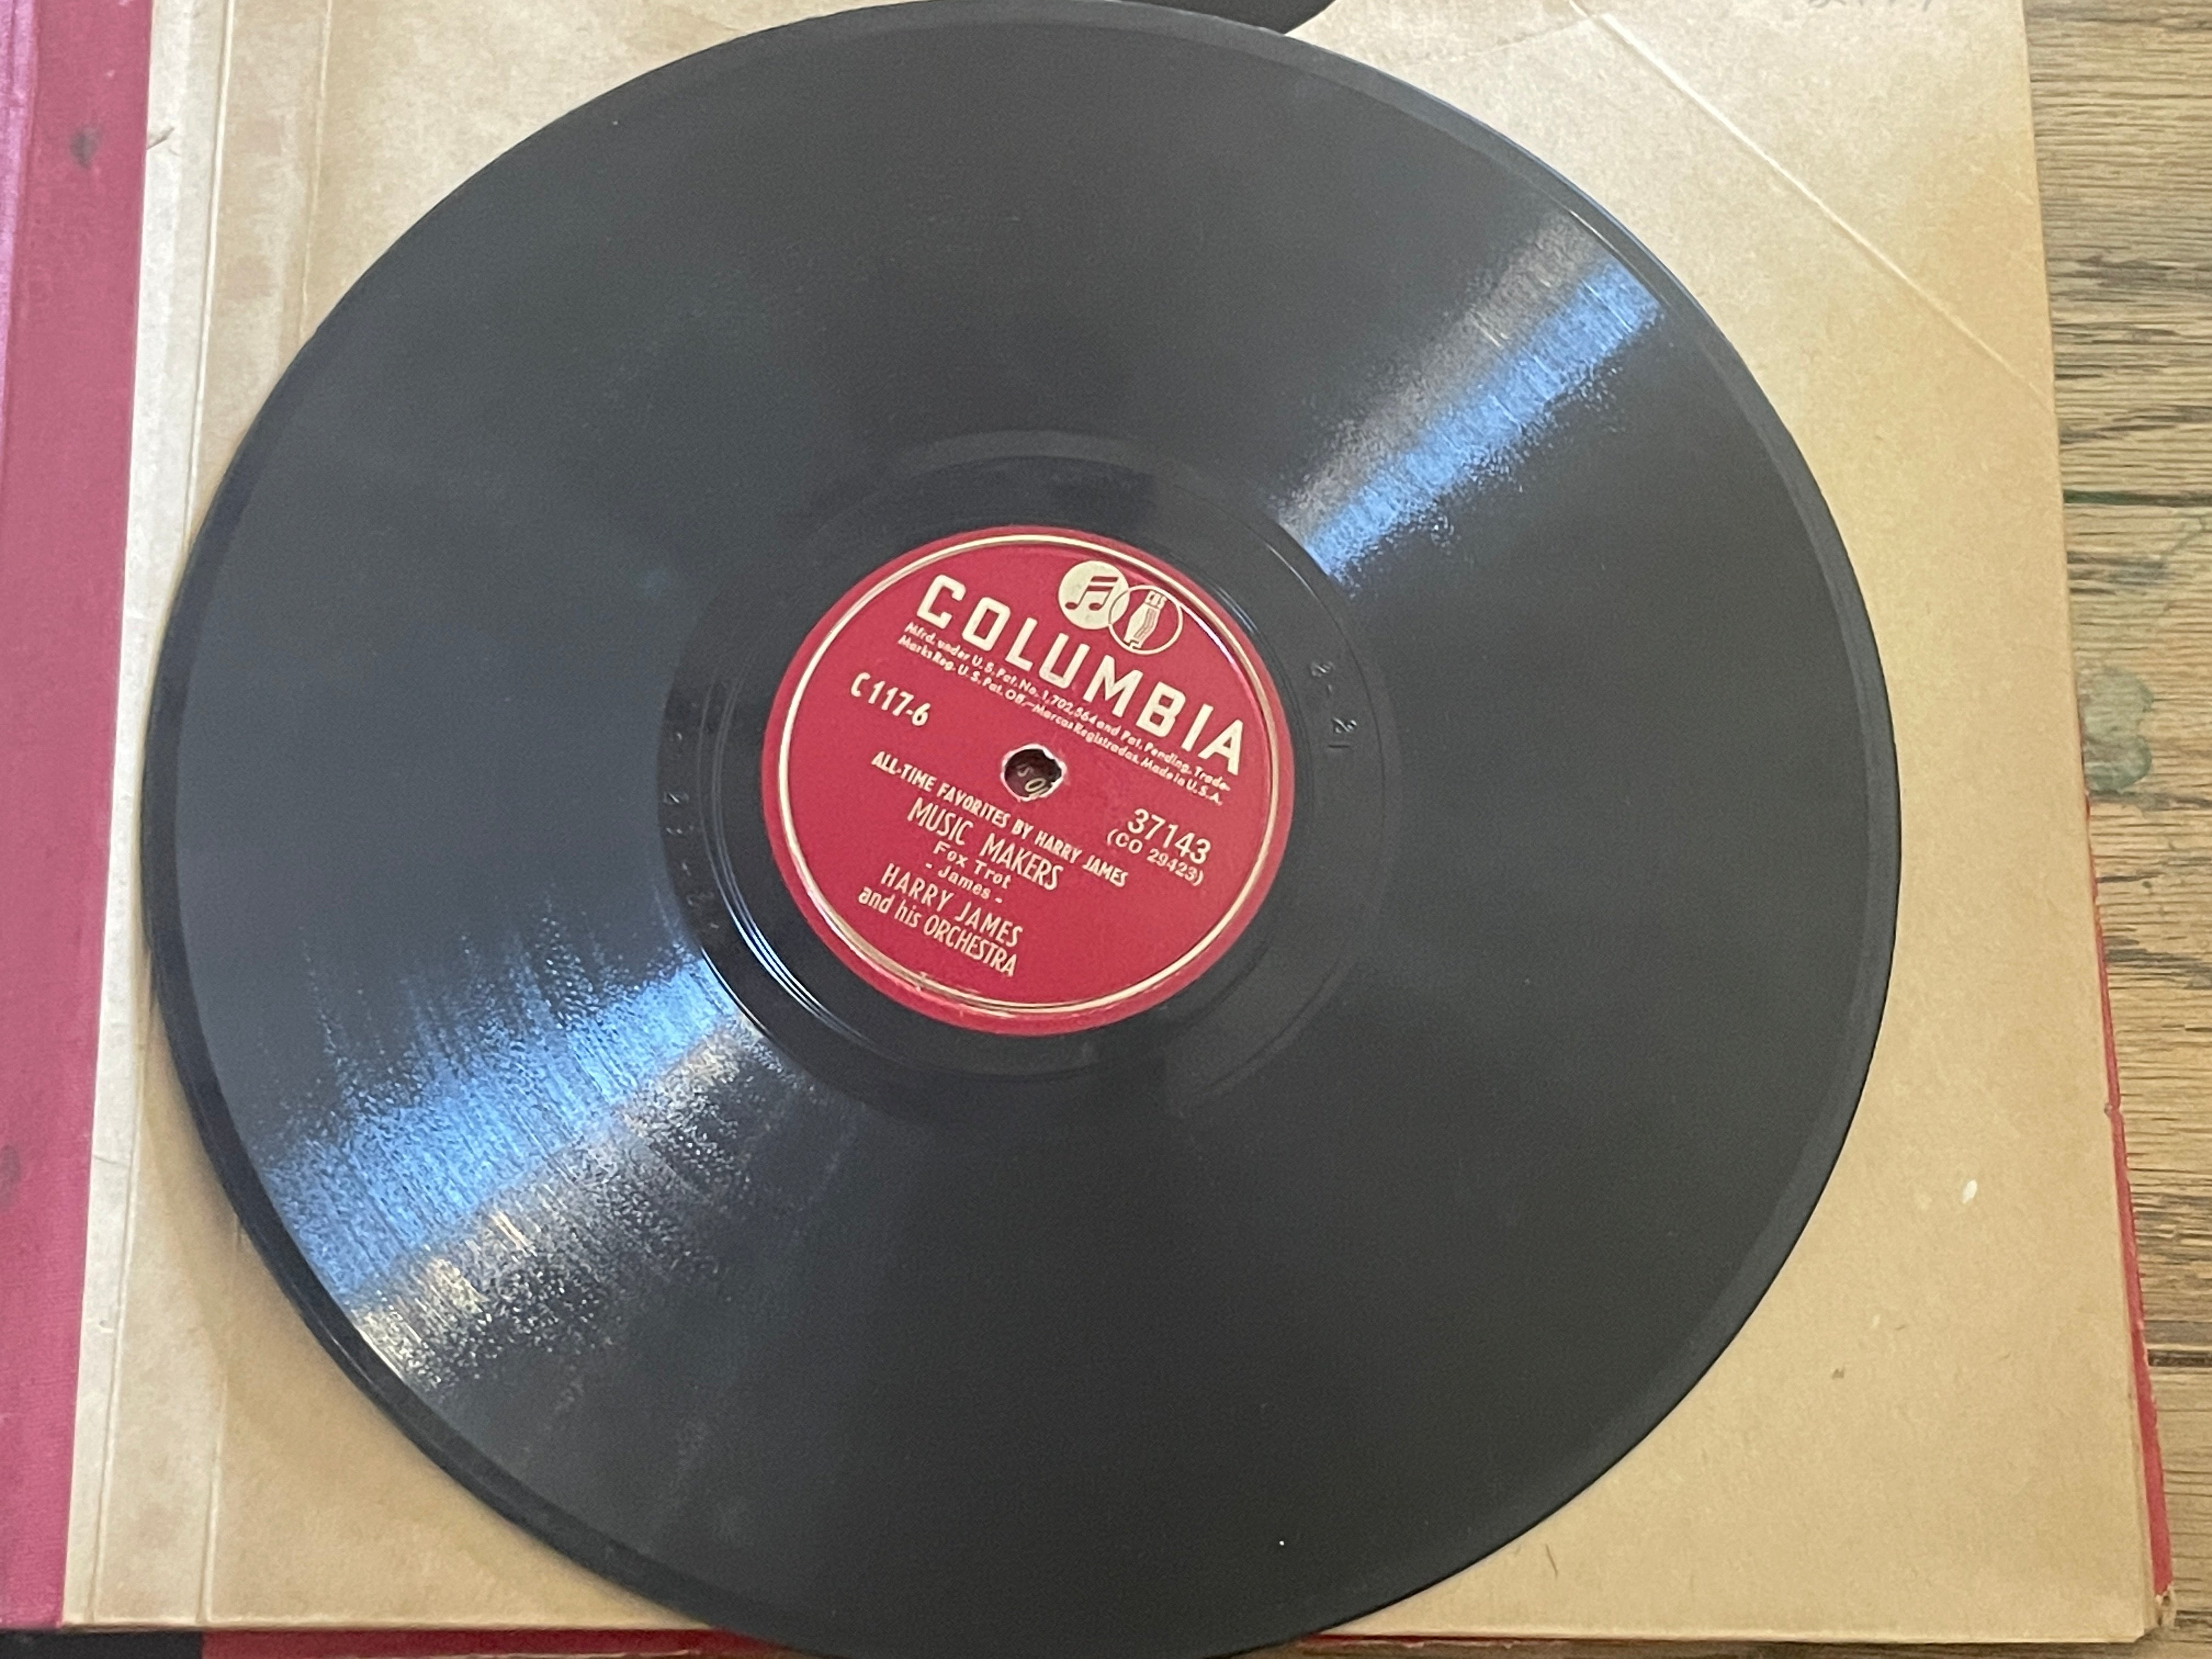 CBS
COLUMBIA
Mfrd. under U.S. Pat. No. 1,702,564 and Pat. Pending. Trade-
Marks Reg. U.S. Pat. Off.—Marcas Registradas. Made in U.S.A.
C 117-6
37143
(CO 29423)
ALL-TIME FAVORITES BY HARRY JAMES
MUSIC MAKERS
Fox Trot
- James -
HARRY JAMES
and his ORCHESTRA